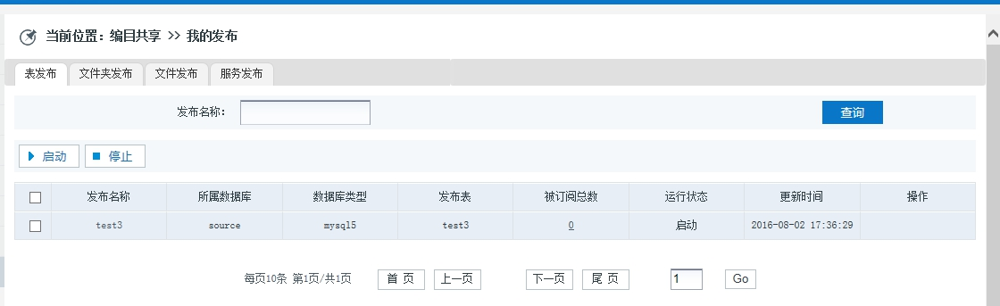 当前位置：编目共享 >> 我的发布
表发布 文件夹发布 文件发布 服务发布
发布名称： 查询
启动 停止
发布名称 所属数据库 数据库类型 发布表 被订阅总数 运行状态 更新时间 操作
test3 source mysql5 test3 0 启动 2016-08-02 17:36:29
每页10条 第1页/共1页 首 页 上一页 下一页 尾 页 1 Go